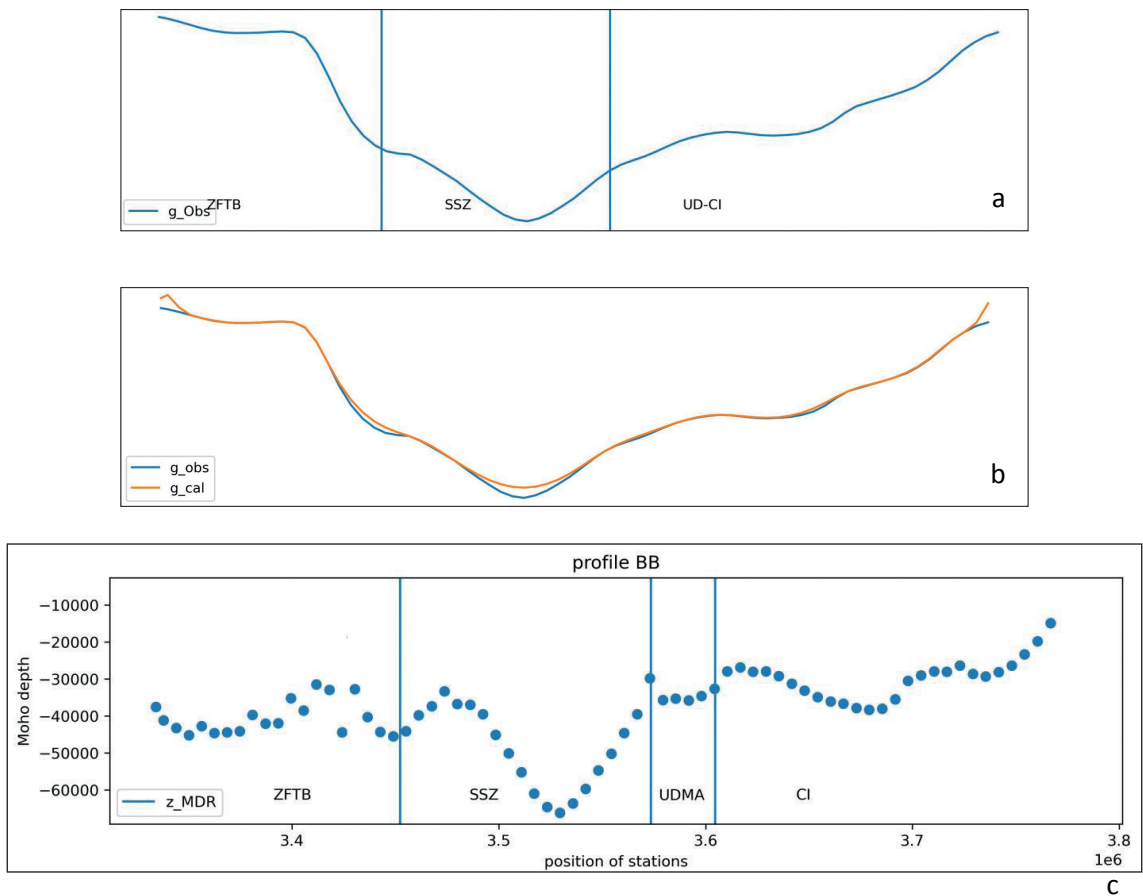 ZFTB SSZ UD-CI a
g_Obs
g_obs
g_cal b
profile BB
−10000
−20000
−30000
−40000
−50000
−60000
Moho depth
ZFTB SSZ UDMA CI
z_MDR
3.4 3.5 3.6 3.7 3.8
position of stations 1e6
c